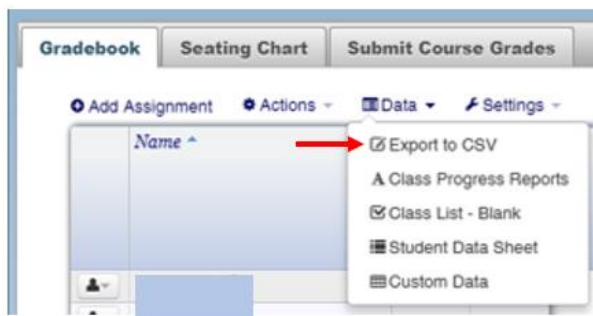 Gradebook Seating Chart Submit Course Grades
Add Assignment Actions Data Settings
Name
Export to CSV
A Class Progress Reports
Class List - Blank
Student Data Sheet
Custom Data